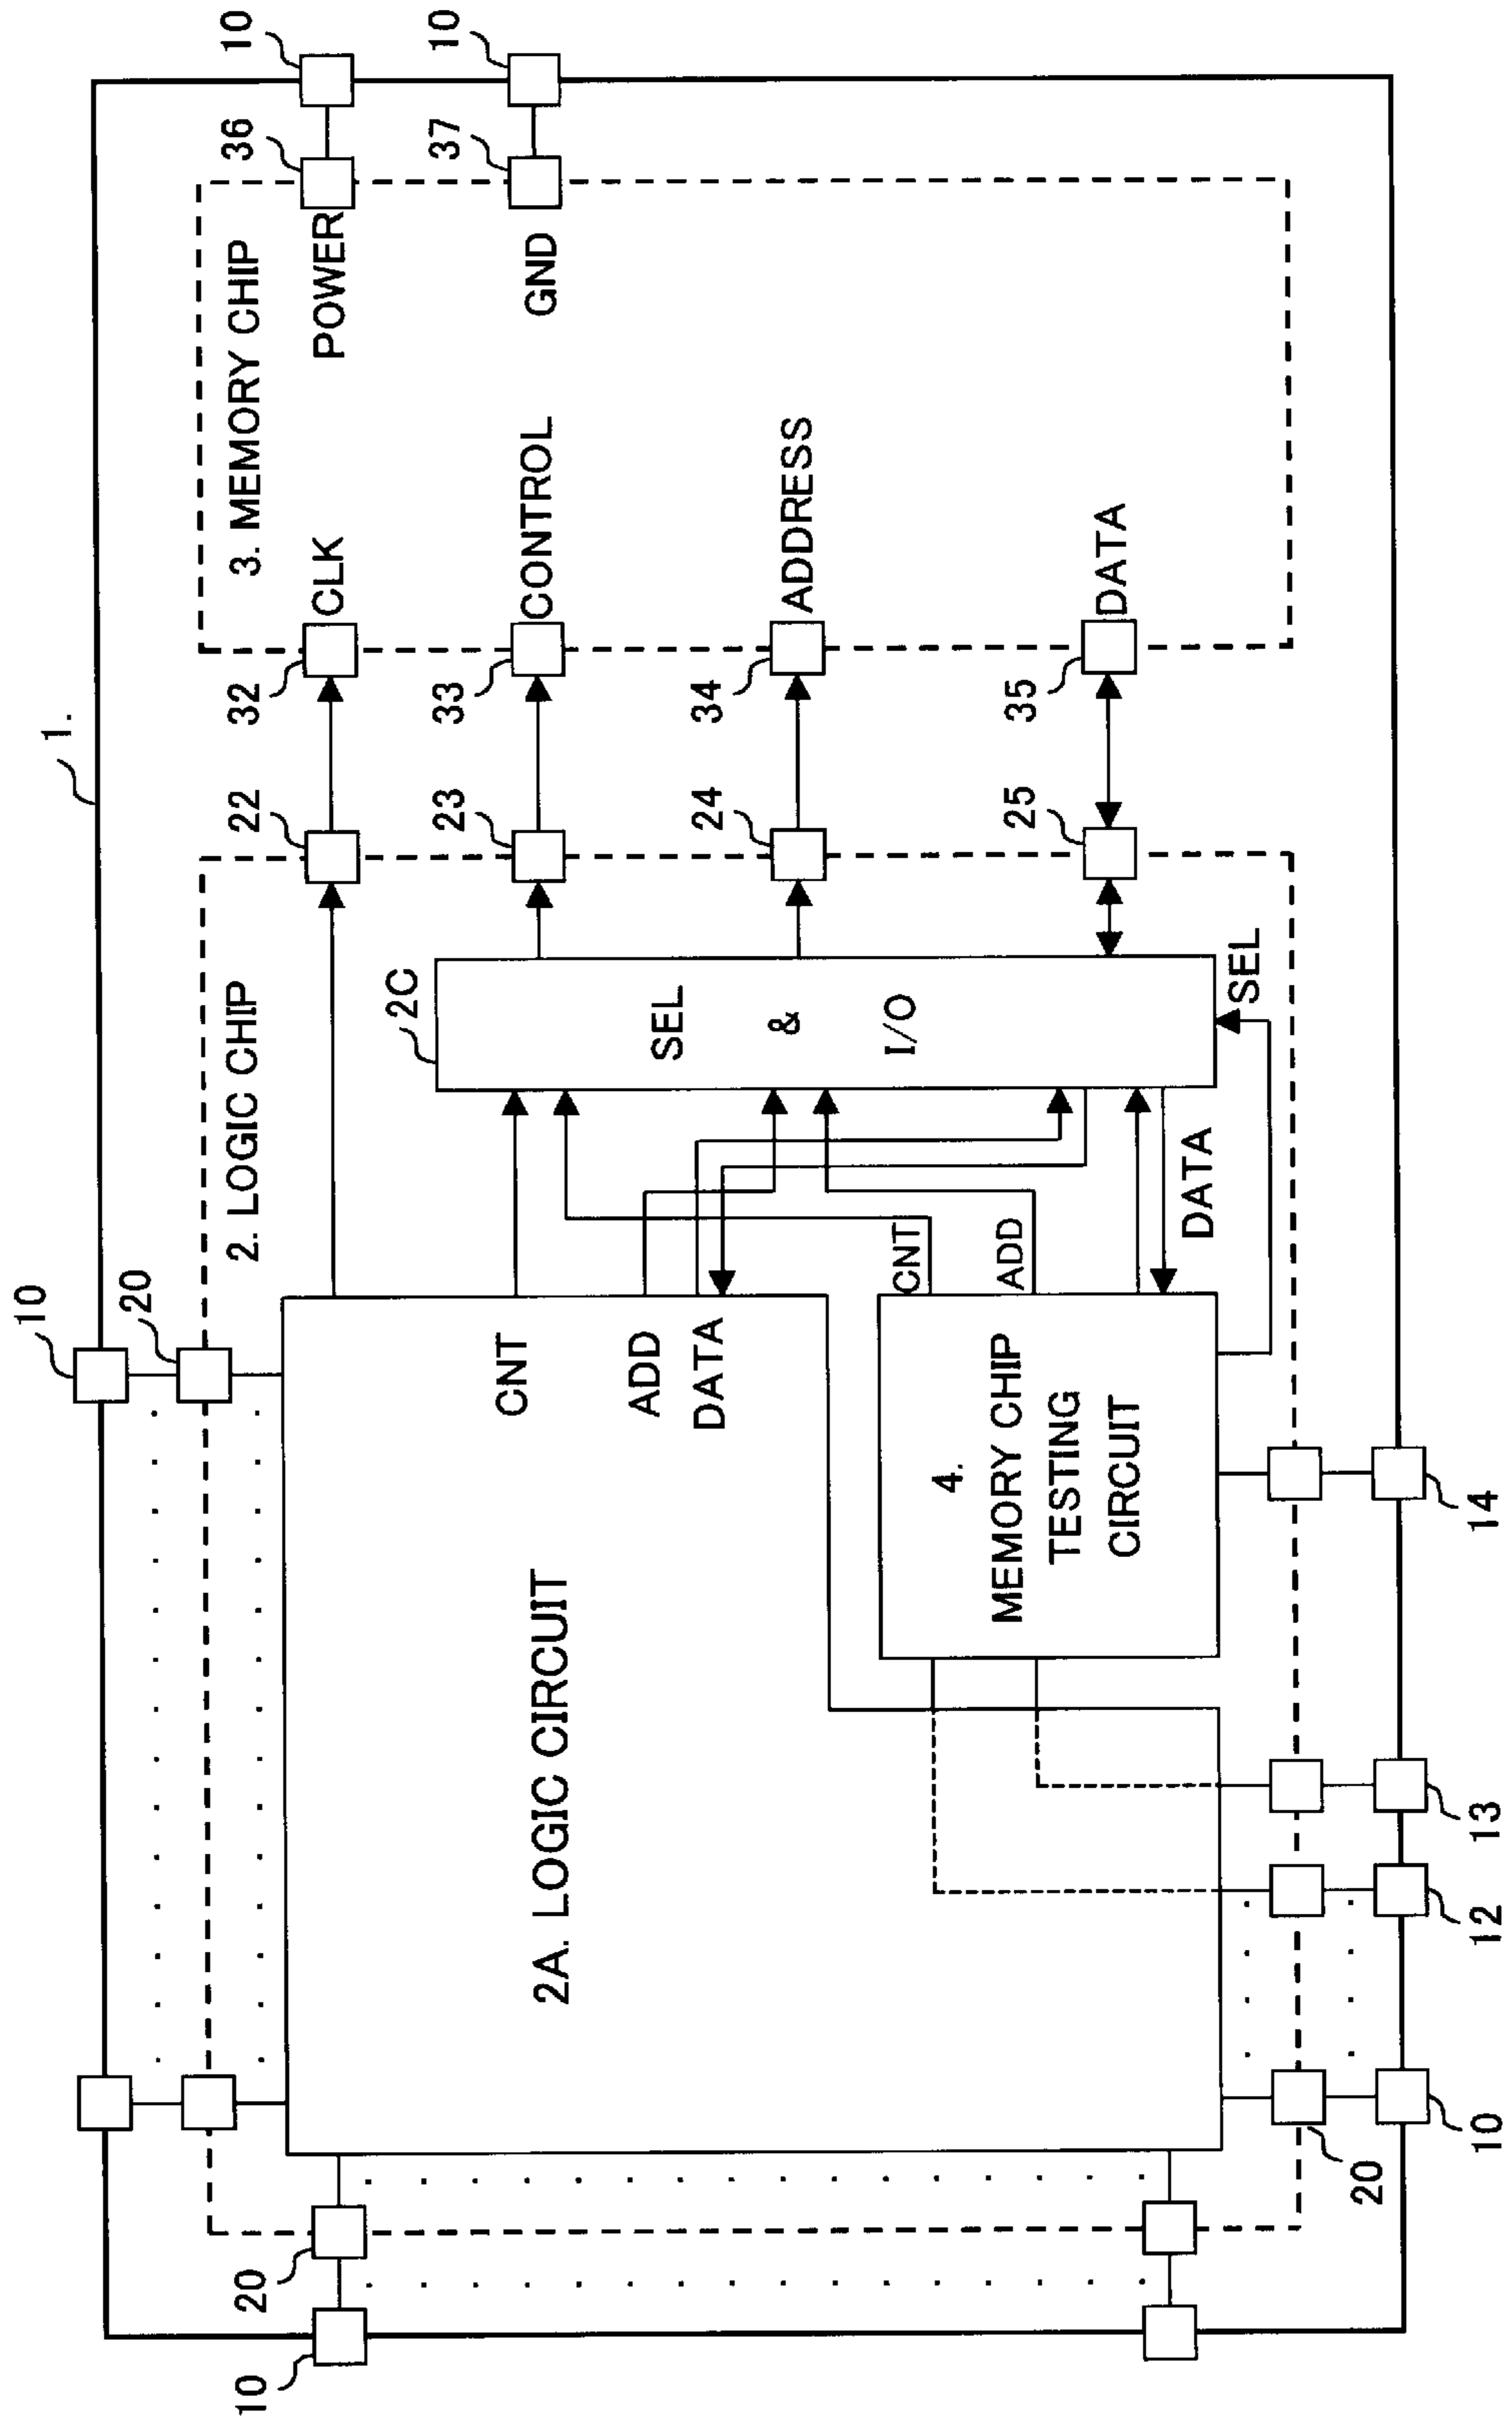 1.
10
20
2. LOGIC CHIP
22
32
3. MEMORY CHIP
CLK
36
10
POWER
2C
23
33
CONTROL
37
10
GND
CNT
SEL
&
I/O
24
34
ADDRESS
ADD
DATA
2A. LOGIC CIRCUIT
CNT
ADD
25
35
DATA
4.
MEMORY CHIP
TESTING
CIRCUIT
DATA
SEL
20
10
20
10
12
13
14